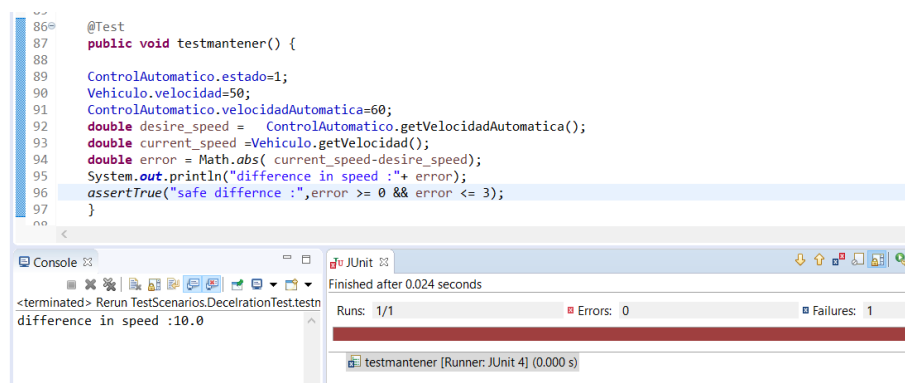 86 @Test
87 public void testmantener() {
88
89 ControlAutomatico.estado=1;
90 Vehiculo.velocidad=50;
91 ControlAutomatico.velocidadAutomatica=60;
92 double desire_speed = ControlAutomatico.getVelocidadAutomatica();
93 double current_speed =Vehiculo.getVelocidad();
94 double error = Math.abs( current_speed-desire_speed);
95 System.out.println("difference in speed :"+ error);
96 assertTrue("safe differnce :",error >= 0 && error <= 3);
97 }
Console
<terminated> Rerun TestScenarios.DecelrationTest.testn
difference in speed :10.0
JUnit
Finished after 0.024 seconds
Runs: 1/1 Errors: 0 Failures: 1
testmantener [Runner: JUnit 4] (0.000 s)